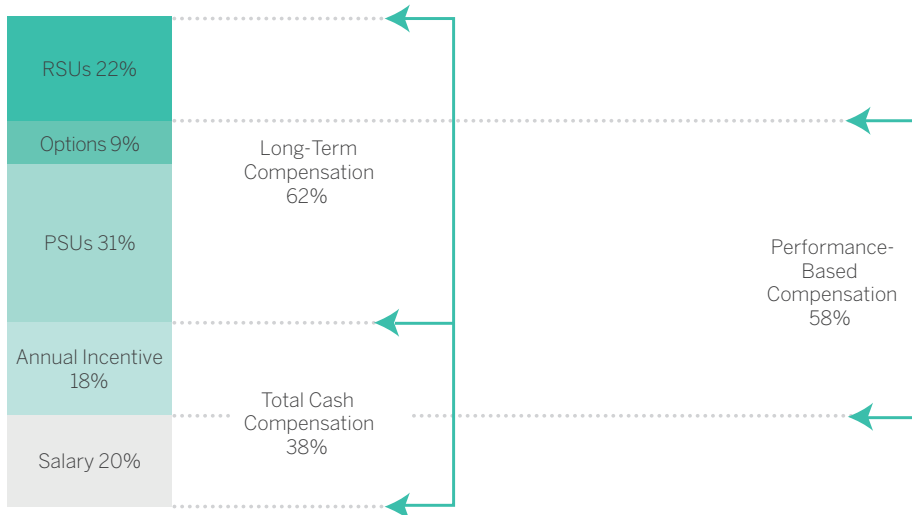 RSUs 22%
Options 9%
PSUs 31%
Annual Incentive
18%
Salary 20%
Long-Term
Compensation
62%
Total Cash
Compensation
38%
Performance-
Based
Compensation
58%